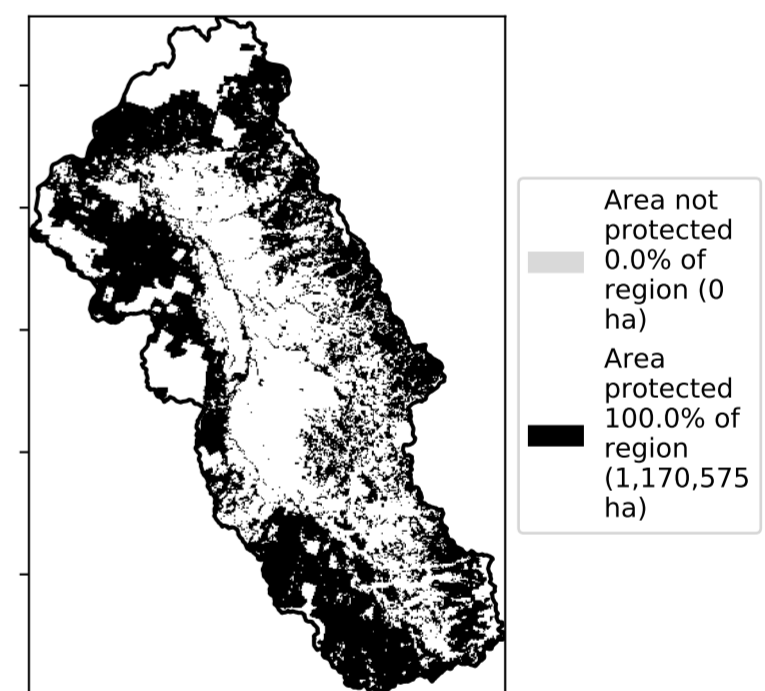 Area not
protected
0.0% of
region (0
ha)
Area
protected
100.0% of
region
(1,170,575
ha)